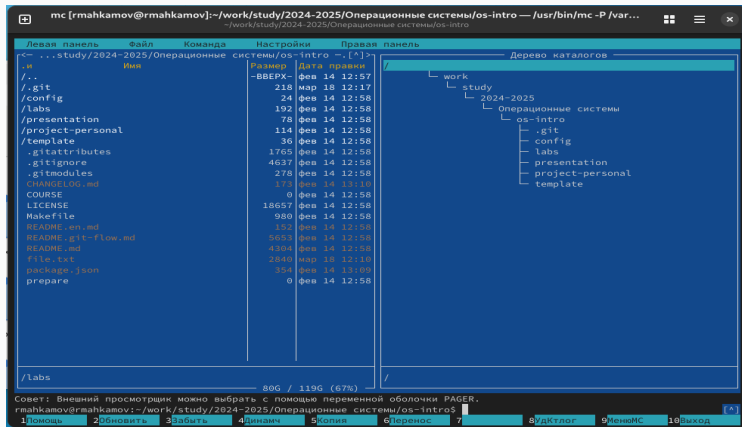 mc [rmahkamov@rmahkamov]:~/work/study/2024-2025/Операционные системы/os-intro — /usr/bin/mc -P /var...
~/work/study/2024-2025/Операционные системы/os-intro
Левая панель Файл Команда Настройки Правая панель
<— ...study/2024-2025/Операционные системы/os-intro —.[^]>
.и Имя Размер Дата правки
/.. -ВВЕРХ- фев 14 12:57
/.git 218 мар 18 12:17
/config 24 фев 14 12:58
/labs 192 фев 14 12:58
/presentation 78 фев 14 12:58
/project-personal 114 фев 14 12:58
/template 36 фев 14 12:58
.gitattributes 1765 фев 14 12:58
.gitignore 4637 фев 14 12:58
.gitmodules 278 фев 14 12:58
CHANGELOG.md 173 фев 14 13:10
COURSE 0 фев 14 12:58
LICENSE 18657 фев 14 12:58
Makefile 980 фев 14 12:58
README.en.md 152 фев 14 12:58
README.git-flow.md 5653 фев 14 12:58
README.md 4304 фев 14 12:58
file.txt 2840 мар 18 12:10
package.json 354 фев 14 13:09
prepare 0 фев 14 12:58
/labs
80G / 119G (67%)
Дерево каталогов
/
work
study
2024-2025
Операционные системы
os-intro
.git
config
labs
presentation
project-personal
template
/
Совет: Внешний просмотрщик можно выбрать с помощью переменной оболочки PAGER.
rmahkamov@rmahkamov:~/work/study/2024-2025/Операционные системы/os-intro$ [^]
1Помощь 2Обновить 3Забыть 4Динамч 5Копия 6Перенос 7 8УдКтлог 9МенюMC 10Выход